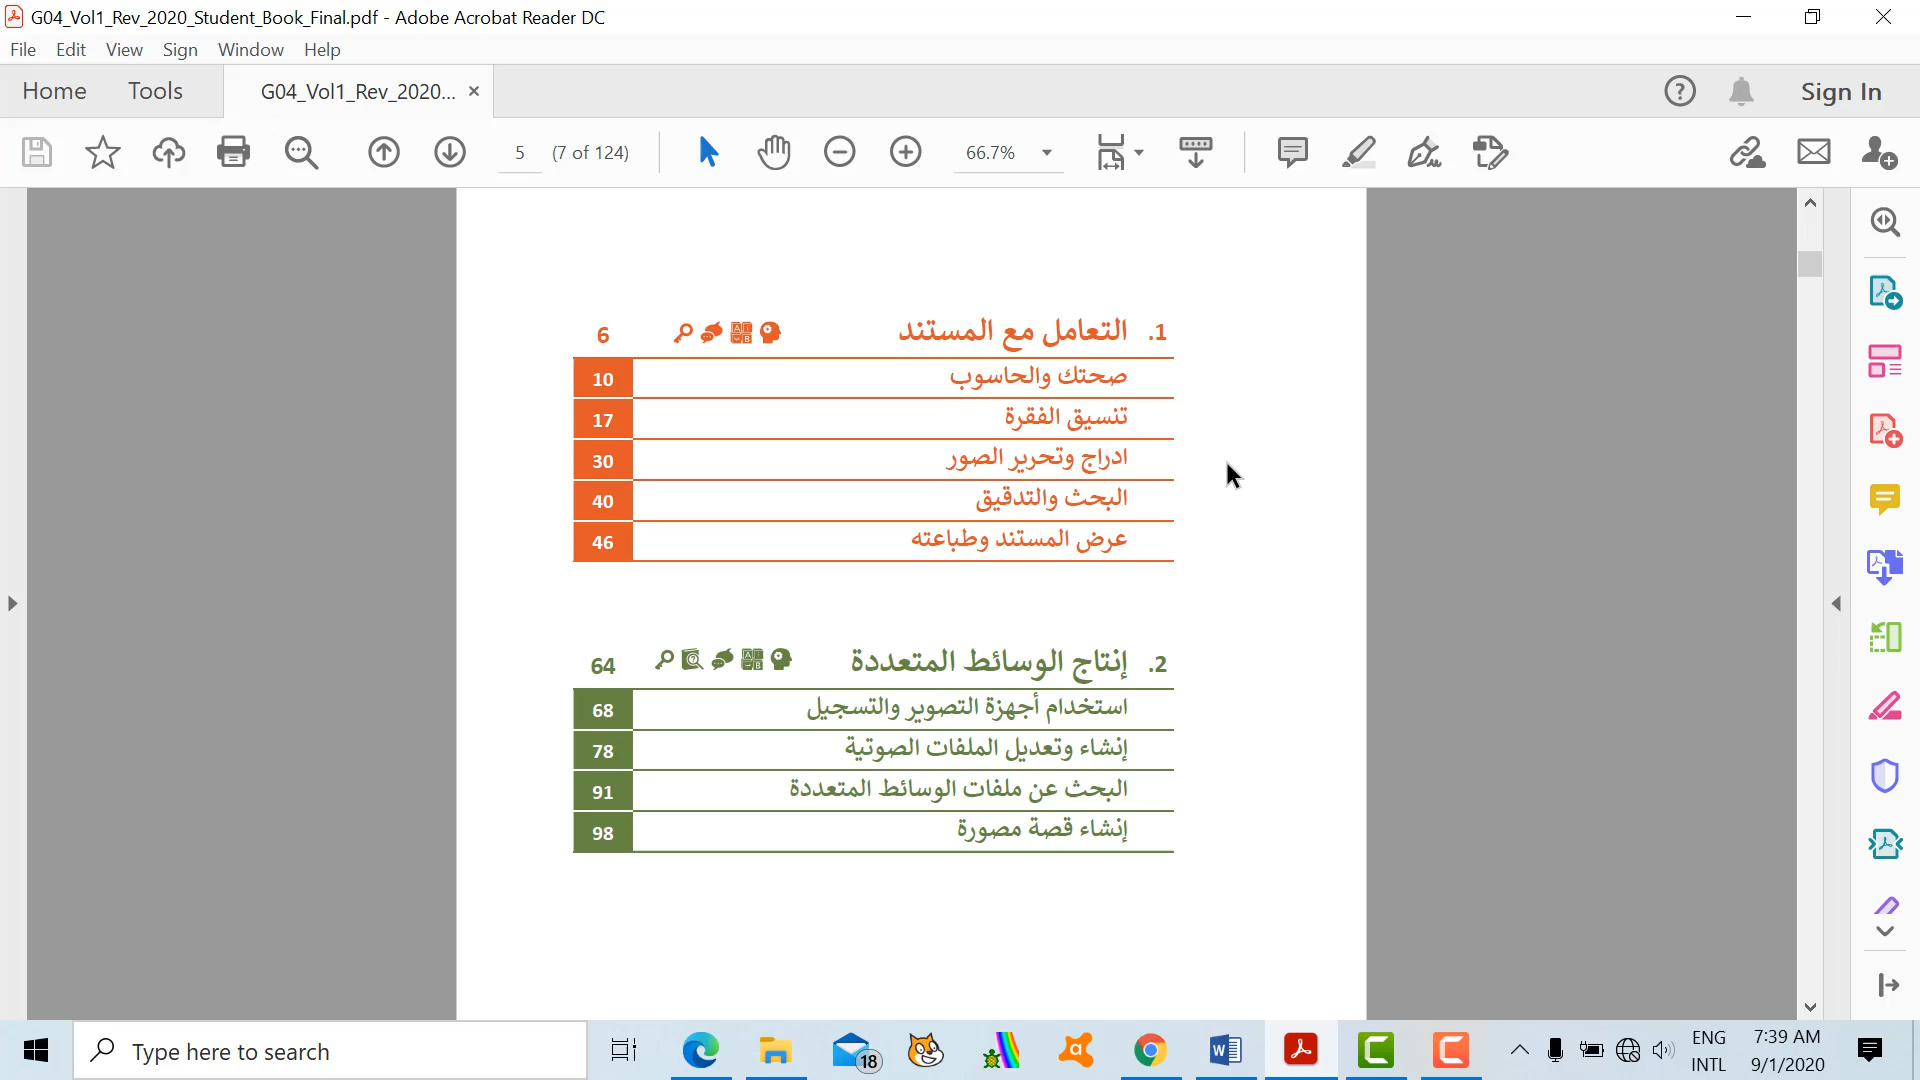 G04_Vol1_Rev_2020_Student_Book_Final.pdf - Adobe Acrobat Reader DC
File Edit View Sign Window Help
Home Tools G04_Vol1_Rev_2020... × Sign In
5 (7 of 124) 66.7%
1. التعامل مع المستند 6
صحتك والحاسوب 10
تنسيق الفقرة 17
ادراج وتحرير الصور 30
البحث والتدقيق 40
عرض المستند وطباعته 46
2. إنتاج الوسائط المتعددة 64
استخدام أجهزة التصوير والتسجيل 68
إنشاء وتعديل الملفات الصوتية 78
البحث عن ملفات الوسائط المتعددة 91
إنشاء قصة مصورة 98
Type here to search 18 ENG 7:39 AM
INTL 9/1/2020